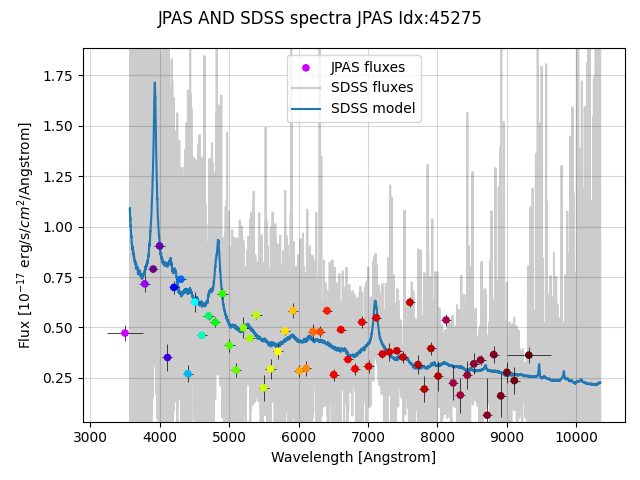 JPAS AND SDSS spectra JPAS Idx:45275
JPAS fluxes
SDSS fluxes
SDSS model
Flux [10⁻¹⁷ erg/s/cm²/Angstrom]
1.75
1.50
1.25
1.00
0.75
0.50
0.25
3000 4000 5000 6000 7000 8000 9000 10000
Wavelength [Angstrom]